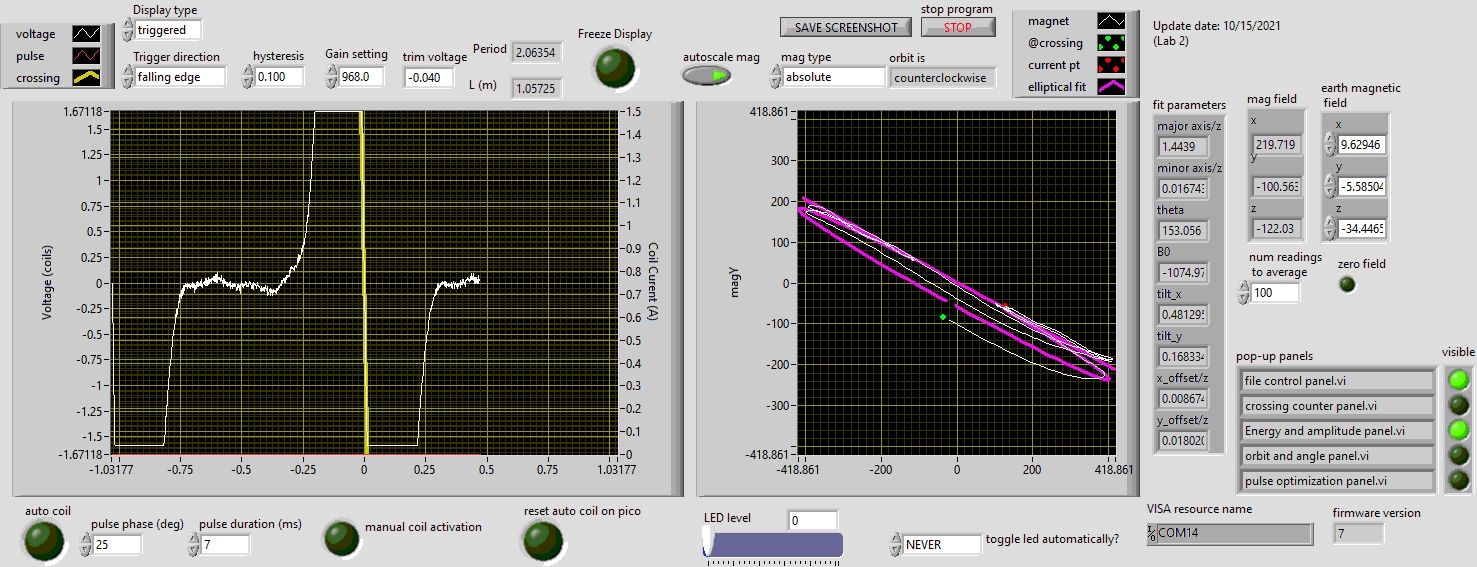 voltage
pulse
crossing
Display type
triggered
Trigger direction
falling edge
hysteresis
0.100
Gain setting
968.0
trim voltage
-0.040
Period
2.06354
L (m)
1.05725
Freeze Display
SAVE SCREENSHOT
stop program
STOP
autoscale mag
mag type
absolute
orbit is
counterclockwise
magnet
@crossing
current pt
elliptical fit
Update date: 10/15/2021
(Lab 2)
Voltage (coils)
1.67118
1.5
1.25
1
0.75
0.5
0.25
0
-0.25
-0.5
-0.75
-1
-1.25
-1.5
-1.67118
-1.03177
-0.75
-0.5
-0.25
0
0.25
0.5
0.75
1.03177
1.5
1.4
1.3
1.2
1.1
1
0.9
0.8
0.7
0.6
0.5
0.4
0.3
0.2
0.1
0
Coil Current (A)
magy
418.861
300
200
100
0
-100
-200
-300
-418.861
-418.861
-200
0
200
418.861
fit parameters
major axis/z
1.4439
minor axis/z
0.01674
theta
153.056
B0
-1074.97
tilt_x
0.48129
tilt_y
0.168334
x_offset/z
0.008674
y_offset/z
0.018020
mag field
x
219.719
y
-100.563
z
-122.03
earth magnetic
field
x
9.62946
y
-5.58504
z
-34.4465
num readings
to average
100
zero field
pop-up panels
visible
file control panel.vi
crossing counter panel.vi
Energy and amplitude panel.vi
orbit and angle panel.vi
pulse optimization panel.vi
auto coil
pulse phase (deg)
25
pulse duration (ms)
7
manual coil activation
reset auto coil on pico
LED level
0
NEVER
toggle led automatically?
VISA resource name
COM14
firmware version
7